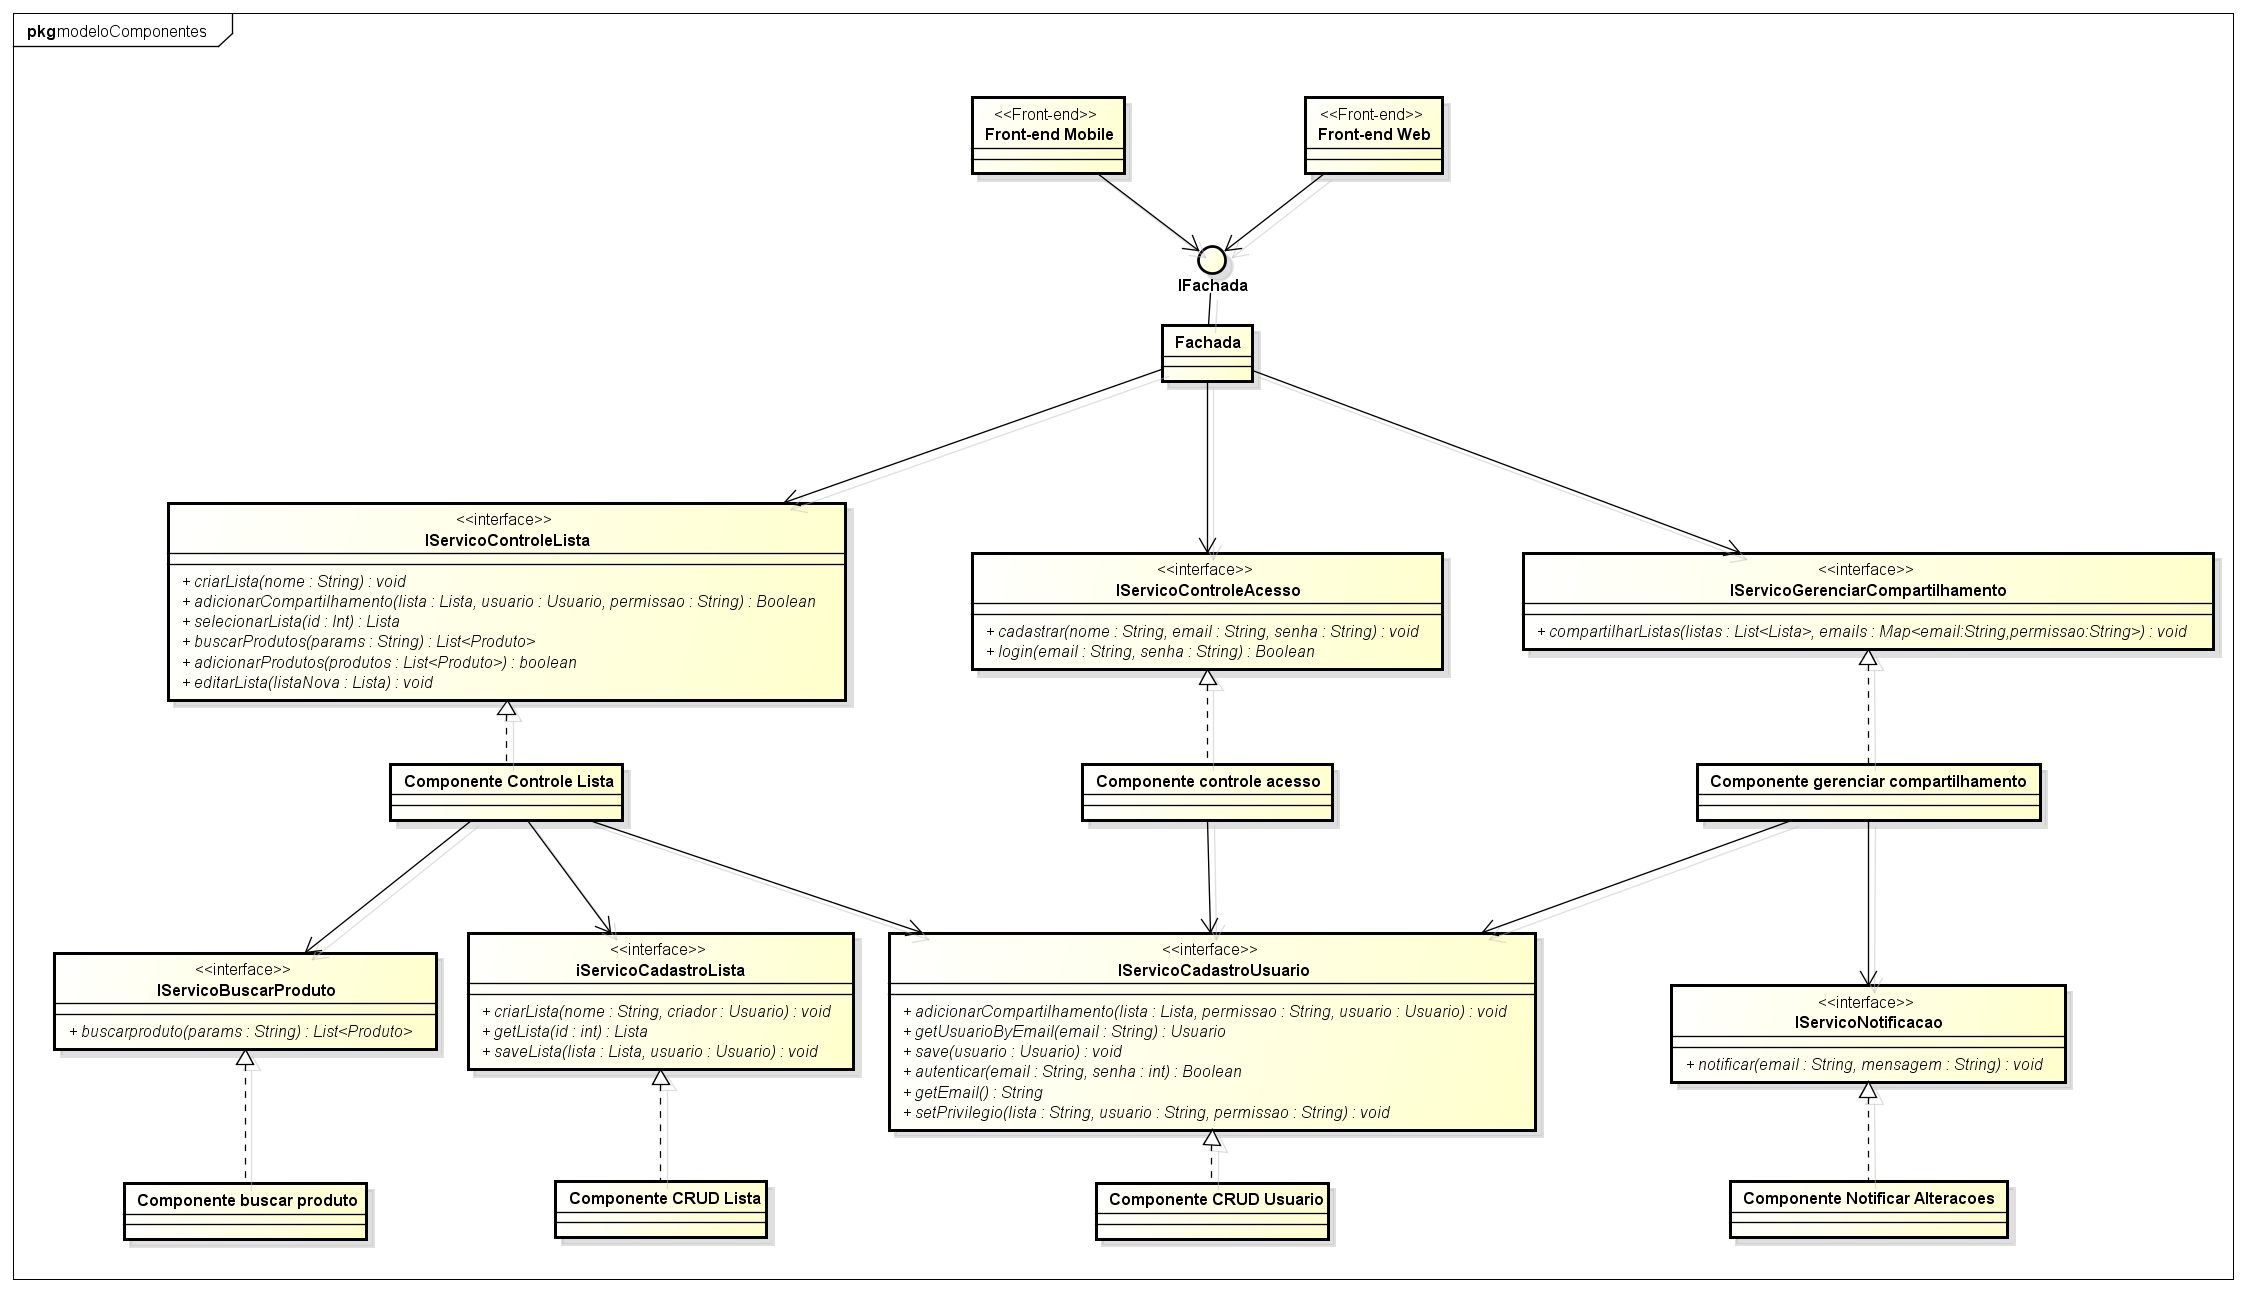 pkg modeloComponentes
<<Front-end>>
Front-end Mobile
<<Front-end>>
Front-end Web
IFachada
Fachada
<<interface>>
IServicoControleLista
+ criarLista(nome : String) : void
+ adicionarCompartilhamento(lista : Lista, usuario : Usuario, permissao : String) : Boolean
+ selecionarLista(id : Int) : Lista
+ buscarProdutos(params : String) : List<Produto>
+ adicionarProdutos(produtos : List<Produto>) : boolean
+ editarLista(listaNova : Lista) : void
<<interface>>
IServicoControleAcesso
+ cadastrar(nome : String, email : String, senha : String) : void
+ login(email : String, senha : String) : Boolean
<<interface>>
IServicoGerenciarCompartilhamento
+ compartilharListas(listas : List<Lista>, emails : Map<email:String,permissao:String>) : void
Componente Controle Lista
Componente controle acesso
Componente gerenciar compartilhamento
<<interface>>
IServicoBuscarProduto
+ buscarproduto(params : String) : List<Produto>
<<interface>>
iServicoCadastroLista
+ criarLista(nome : String, criador : Usuario) : void
+ getLista(id : int) : Lista
+ saveLista(lista : Lista, usuario : Usuario) : void
<<interface>>
IServicoCadastroUsuario
+ adicionarCompartilhamento(lista : Lista, permissao : String, usuario : Usuario) : void
+ getUsuarioByEmail(email : String) : Usuario
+ save(usuario : Usuario) : void
+ autenticar(email : String, senha : int) : Boolean
+ getEmail() : String
+ setPrivilegio(lista : String, usuario : String, permissao : String) : void
<<interface>>
IServicoNotificacao
+ notificar(email : String, mensagem : String) : void
Componente buscar produto
Componente CRUD Lista
Componente CRUD Usuario
Componente Notificar Alteracoes